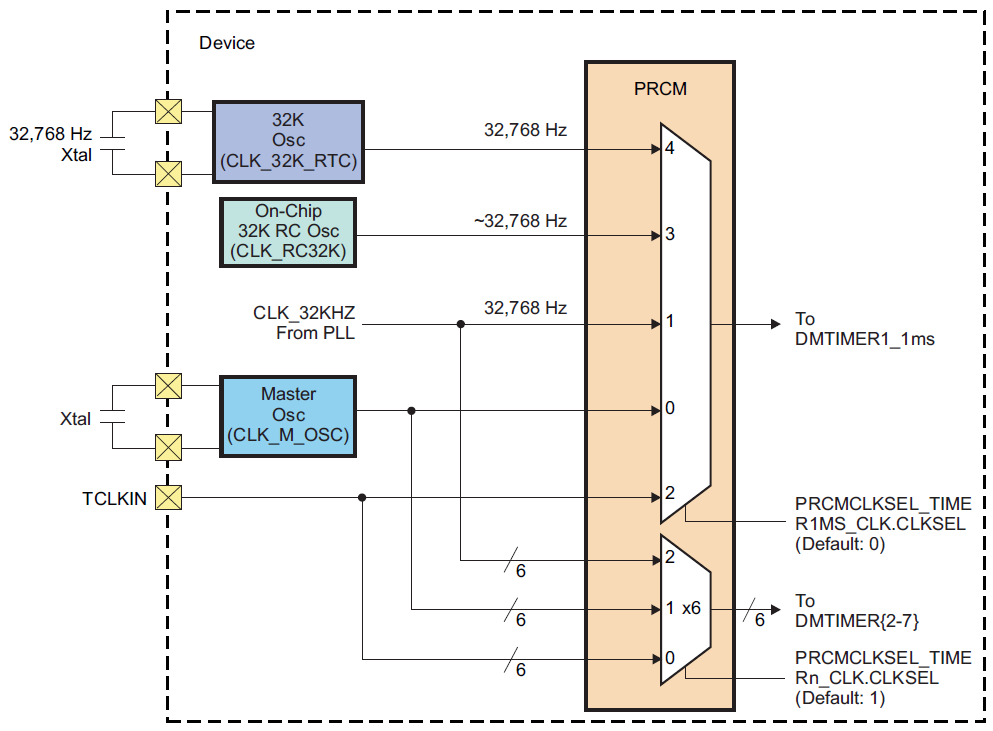 Device
PRCM
32,768 Hz
Xtal
32K
Osc
(CLK_32K_RTC)
32,768 Hz
4
On-Chip
32K RC Osc
(CLK_RC32K)
~32,768 Hz
3
CLK_32KHZ
From PLL
32,768 Hz
1
To
DMTIMER1_1ms
Xtal
Master
Osc
(CLK_M_OSC)
0
TCLKIN
2
PRCMCLKSEL_TIME
R1MS_CLK.CLKSEL
(Default: 0)
6
2
6
1 x6
6
To
DMTIMER{2-7}
6
0
PRCMCLKSEL_TIME
Rn_CLK.CLKSEL
(Default: 1)